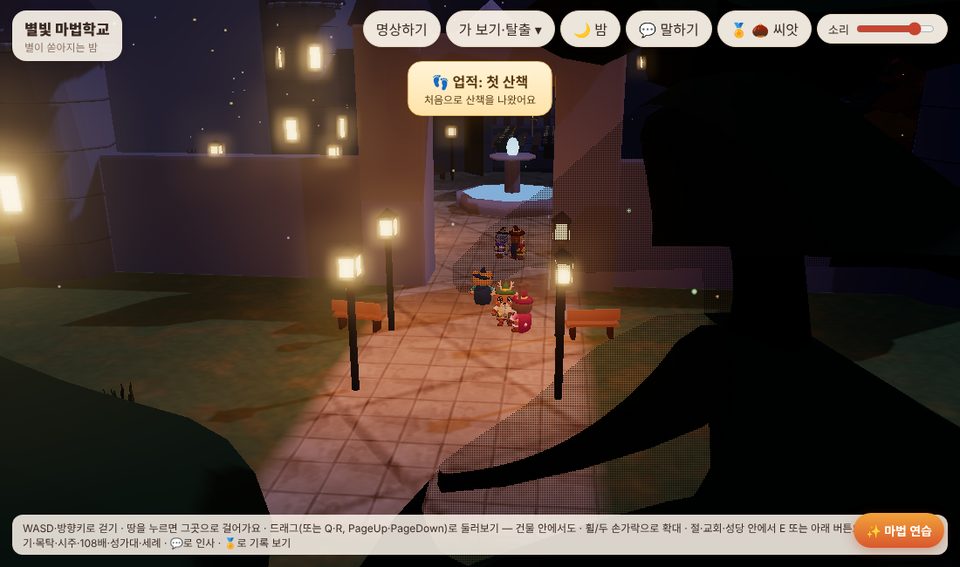 별빛 마법학교
별이 쏟아지는 밤
명상하기
가 보기·탈출 ▾
🌙 밤
💬 말하기
🏅 🌰 씨앗
소리
👣 업적: 첫 산책
처음으로 산책을 나왔어요
WASD·방향키로 걷기 · 땅을 누르면 그곳으로 걸어가요 · 드래그(또는 Q·R, PageUp·PageDown)로 둘러보기 — 건물 안에서도 · 휠/두 손가락으로 확대 · 절·교회·성당 안에서 E 또는 아래 버튼
기·목탁·시주·108배·성가대·세례 · 💬로 인사 · 🏅로 기록 보기
✨ 마법 연습